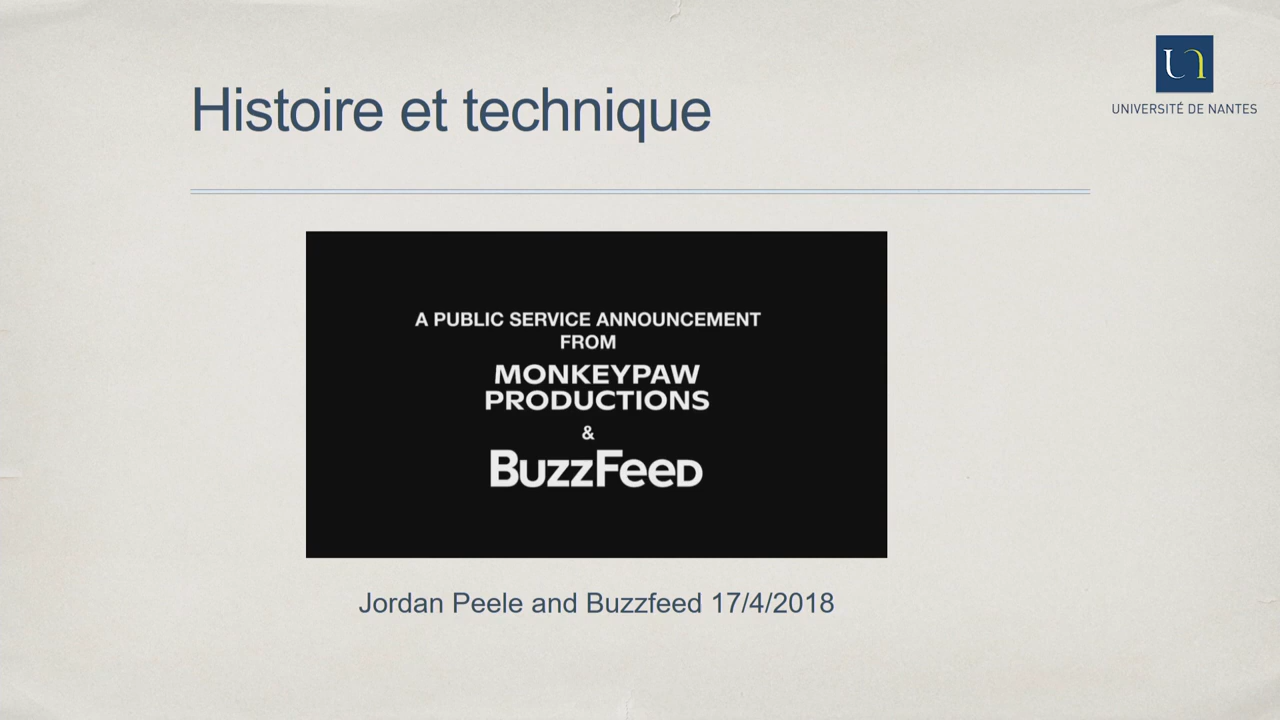 Histoire et technique
UNIVERSITÉ DE NANTES
A PUBLIC SERVICE ANNOUNCEMENT
FROM
MONKEYPAW
PRODUCTIONS
&
BUZZFEED
Jordan Peele and Buzzfeed 17/4/2018